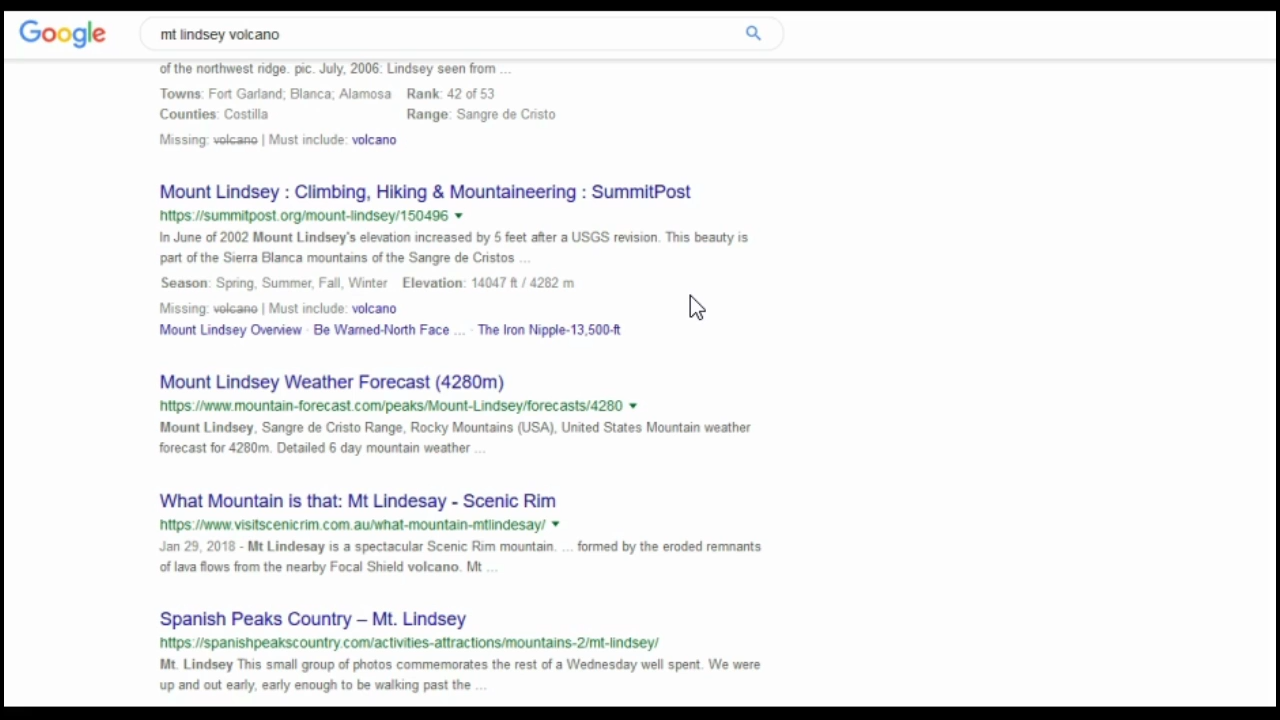 Google
mt lindsey volcano
of the northwest ridge. pic. July, 2006: Lindsey seen from ...
Towns: Fort Garland; Blanca; Alamosa Rank: 42 of 53
Counties: Costilla Range: Sangre de Cristo
Missing: volcano | Must include: volcano
Mount Lindsey : Climbing, Hiking & Mountaineering : SummitPost
https://summitpost.org/mount-lindsey/150496
In June of 2002 Mount Lindsey's elevation increased by 5 feet after a USGS revision. This beauty is
part of the Sierra Blanca mountains of the Sangre de Cristos ...
Season: Spring, Summer, Fall, Winter Elevation: 14047 ft / 4282 m
Missing: volcano | Must include: volcano
Mount Lindsey Overview · Be Warned-North Face ... · The Iron Nipple-13,500-ft
Mount Lindsey Weather Forecast (4280m)
https://www.mountain-forecast.com/peaks/Mount-Lindsey/forecasts/4280
Mount Lindsey, Sangre de Cristo Range, Rocky Mountains (USA), United States Mountain weather
forecast for 4280m. Detailed 6 day mountain weather ...
What Mountain is that: Mt Lindesay - Scenic Rim
https://www.visitscenicrim.com.au/what-mountain-mtlindesay/
Jan 29, 2018 - Mt Lindesay is a spectacular Scenic Rim mountain. ... formed by the eroded remnants
of lava flows from the nearby Focal Shield volcano. Mt ...
Spanish Peaks Country – Mt. Lindsey
https://spanishpeakscountry.com/activities-attractions/mountains-2/mt-lindsey/
Mt. Lindsey This small group of photos commemorates the rest of a Wednesday well spent. We were
up and out early, early enough to be walking past the ...